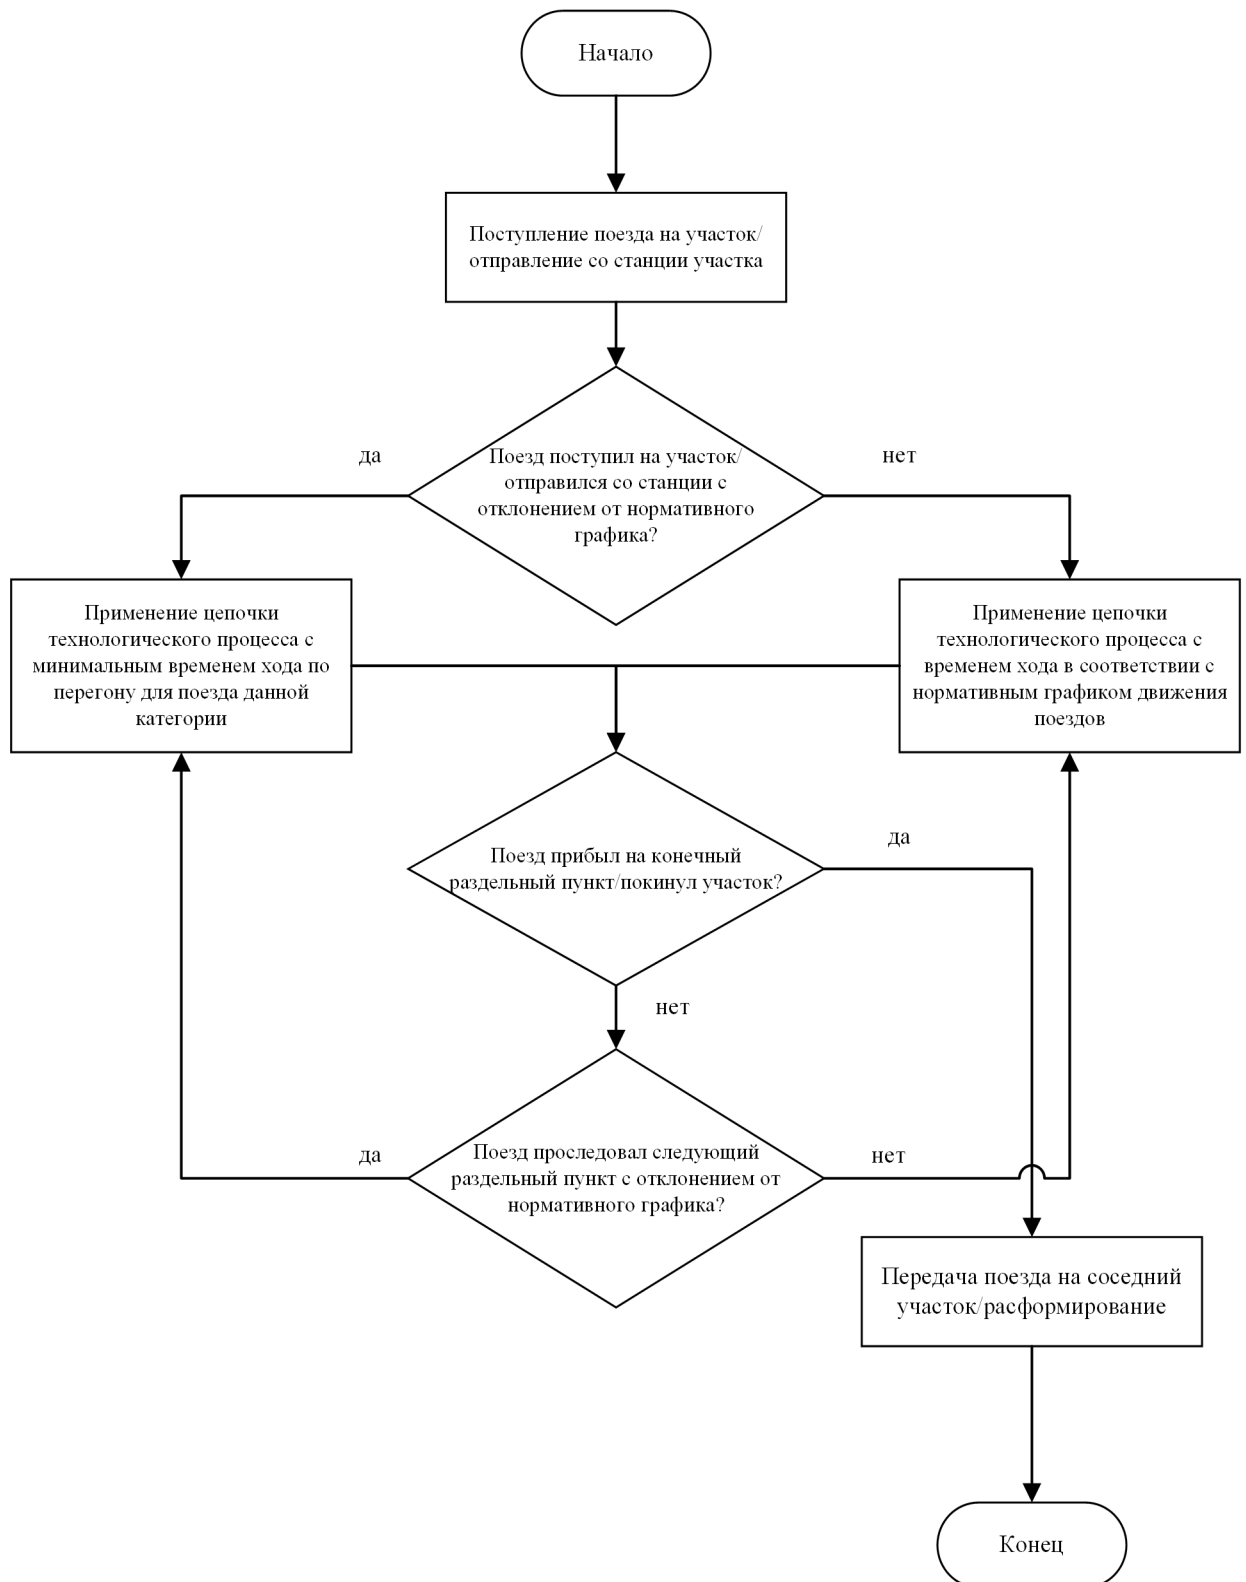 Начало
Поступление поезда на участок/
отправление со станции участка
да
нет
Поезд поступил на участок/
отправился со станции с
отклонением от нормативного
графика?
Применение цепочки
технологического процесса с
минимальным временем хода по
перегону для поезда данной
категории
Применение цепочки
технологического процесса с
временем хода в соответствии с
нормативным графиком движения
поездов
да
Поезд прибыл на конечный
раздельный пункт/покинул участок?
нет
да
нет
Поезд проследовал следующий
раздельный пункт с отклонением от
нормативного графика?
Передача поезда на соседний
участок/расформирование
Конец